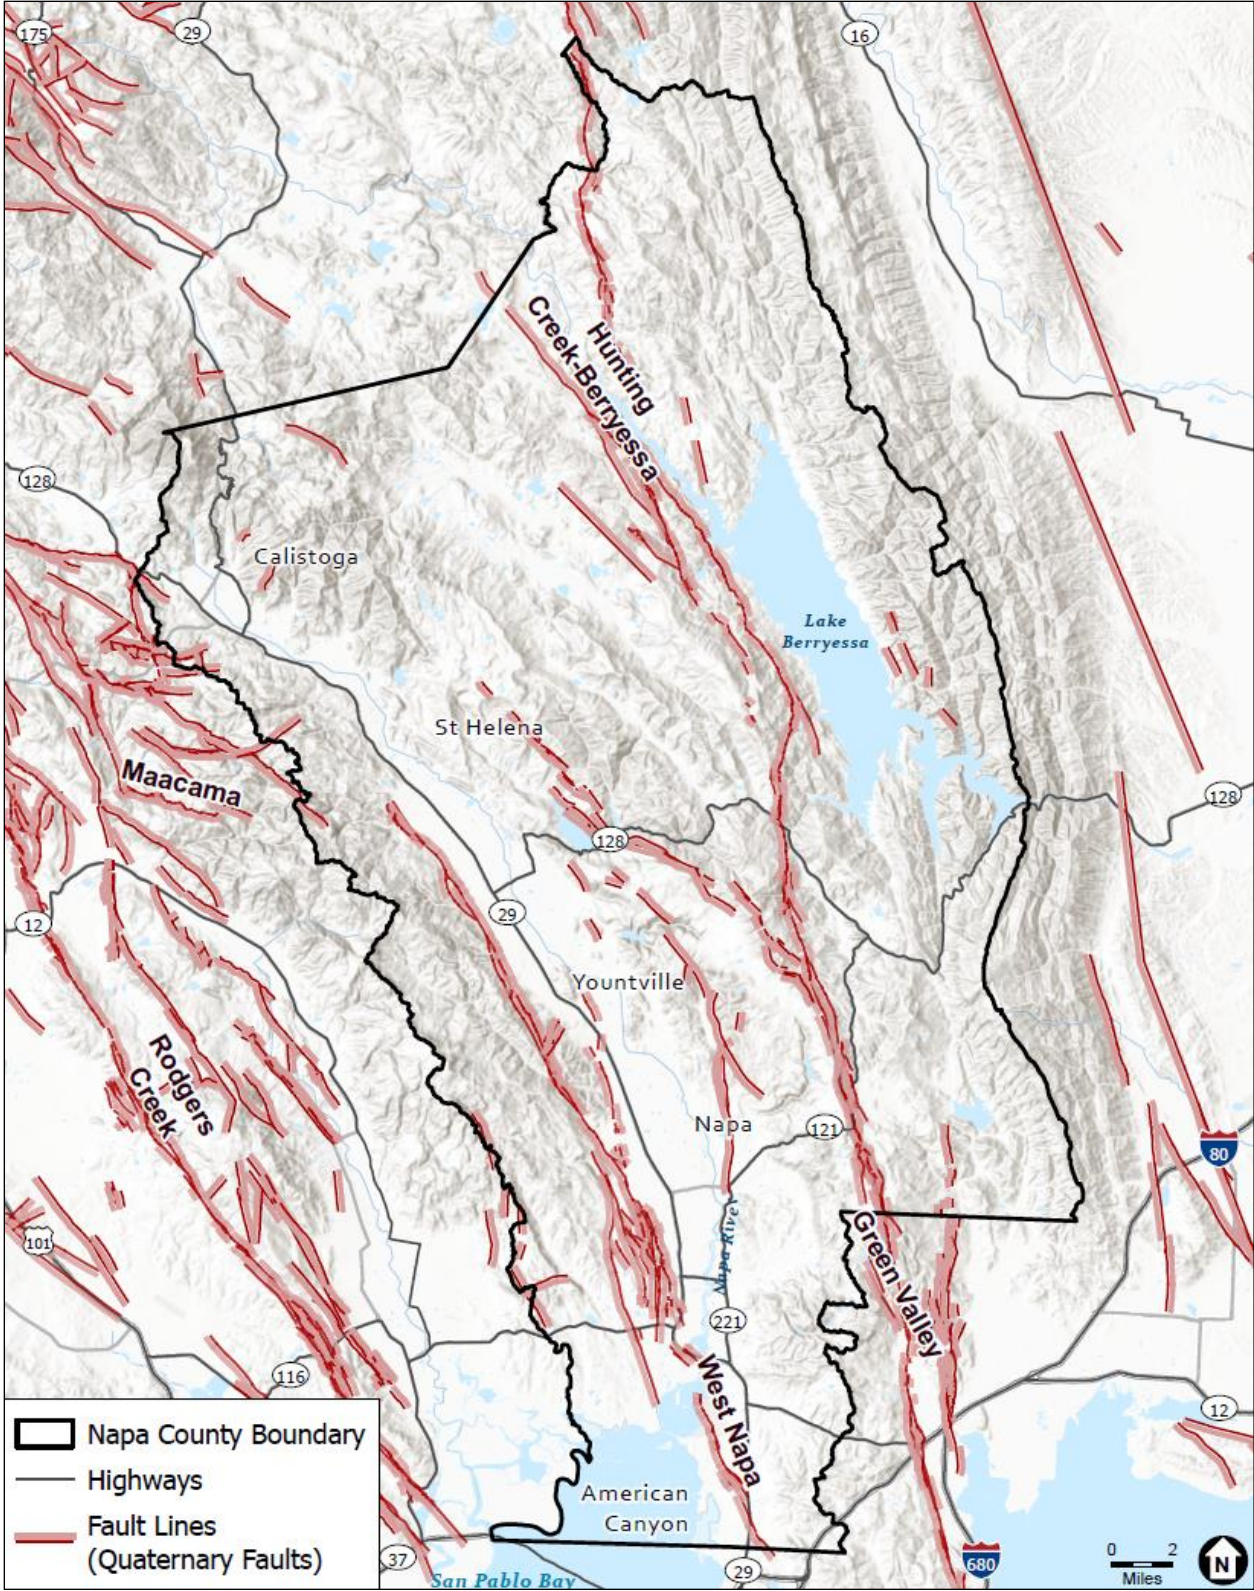 175
29
16
Hunting
Creek-Berryessa
128
Calistoga
Lake
Berryessa
St Helena
Maacama
128
128
12
29
Yountville
Rodgers
Creek
Napa
121
80
101
Napa River
Green Valley
221
116
West Napa
12
American
Canyon
37
29
680
San Pablo Bay
Napa County Boundary
Highways
Fault Lines
(Quaternary Faults)
0 2
Miles
N